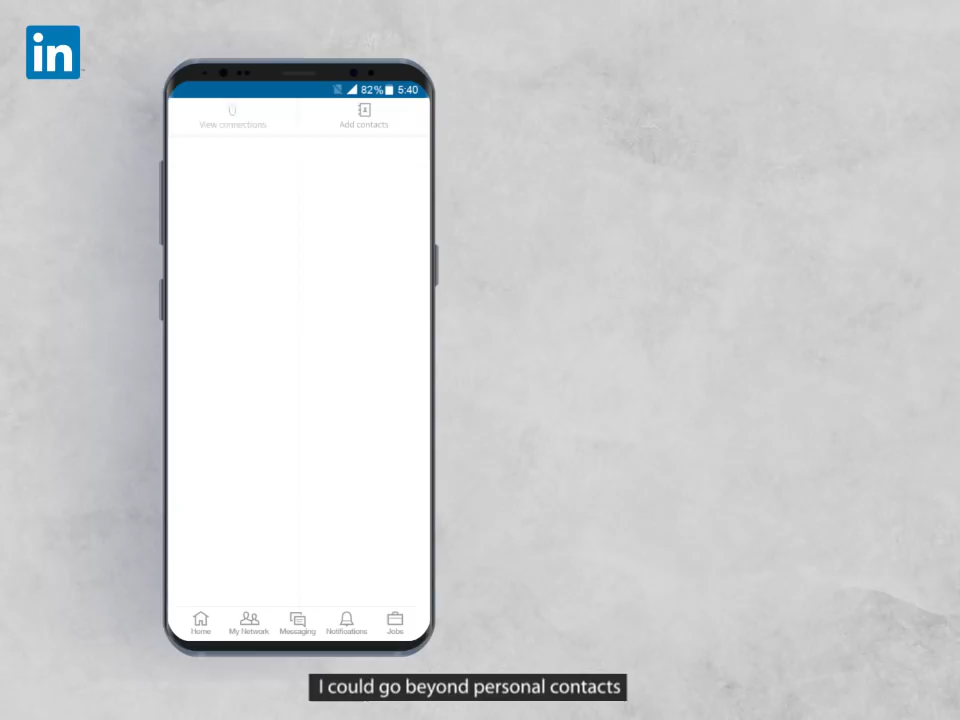 in
82% 5:40
View connections
Add contacts
Home My Network Messaging Notifications Jobs
I could go beyond personal contacts